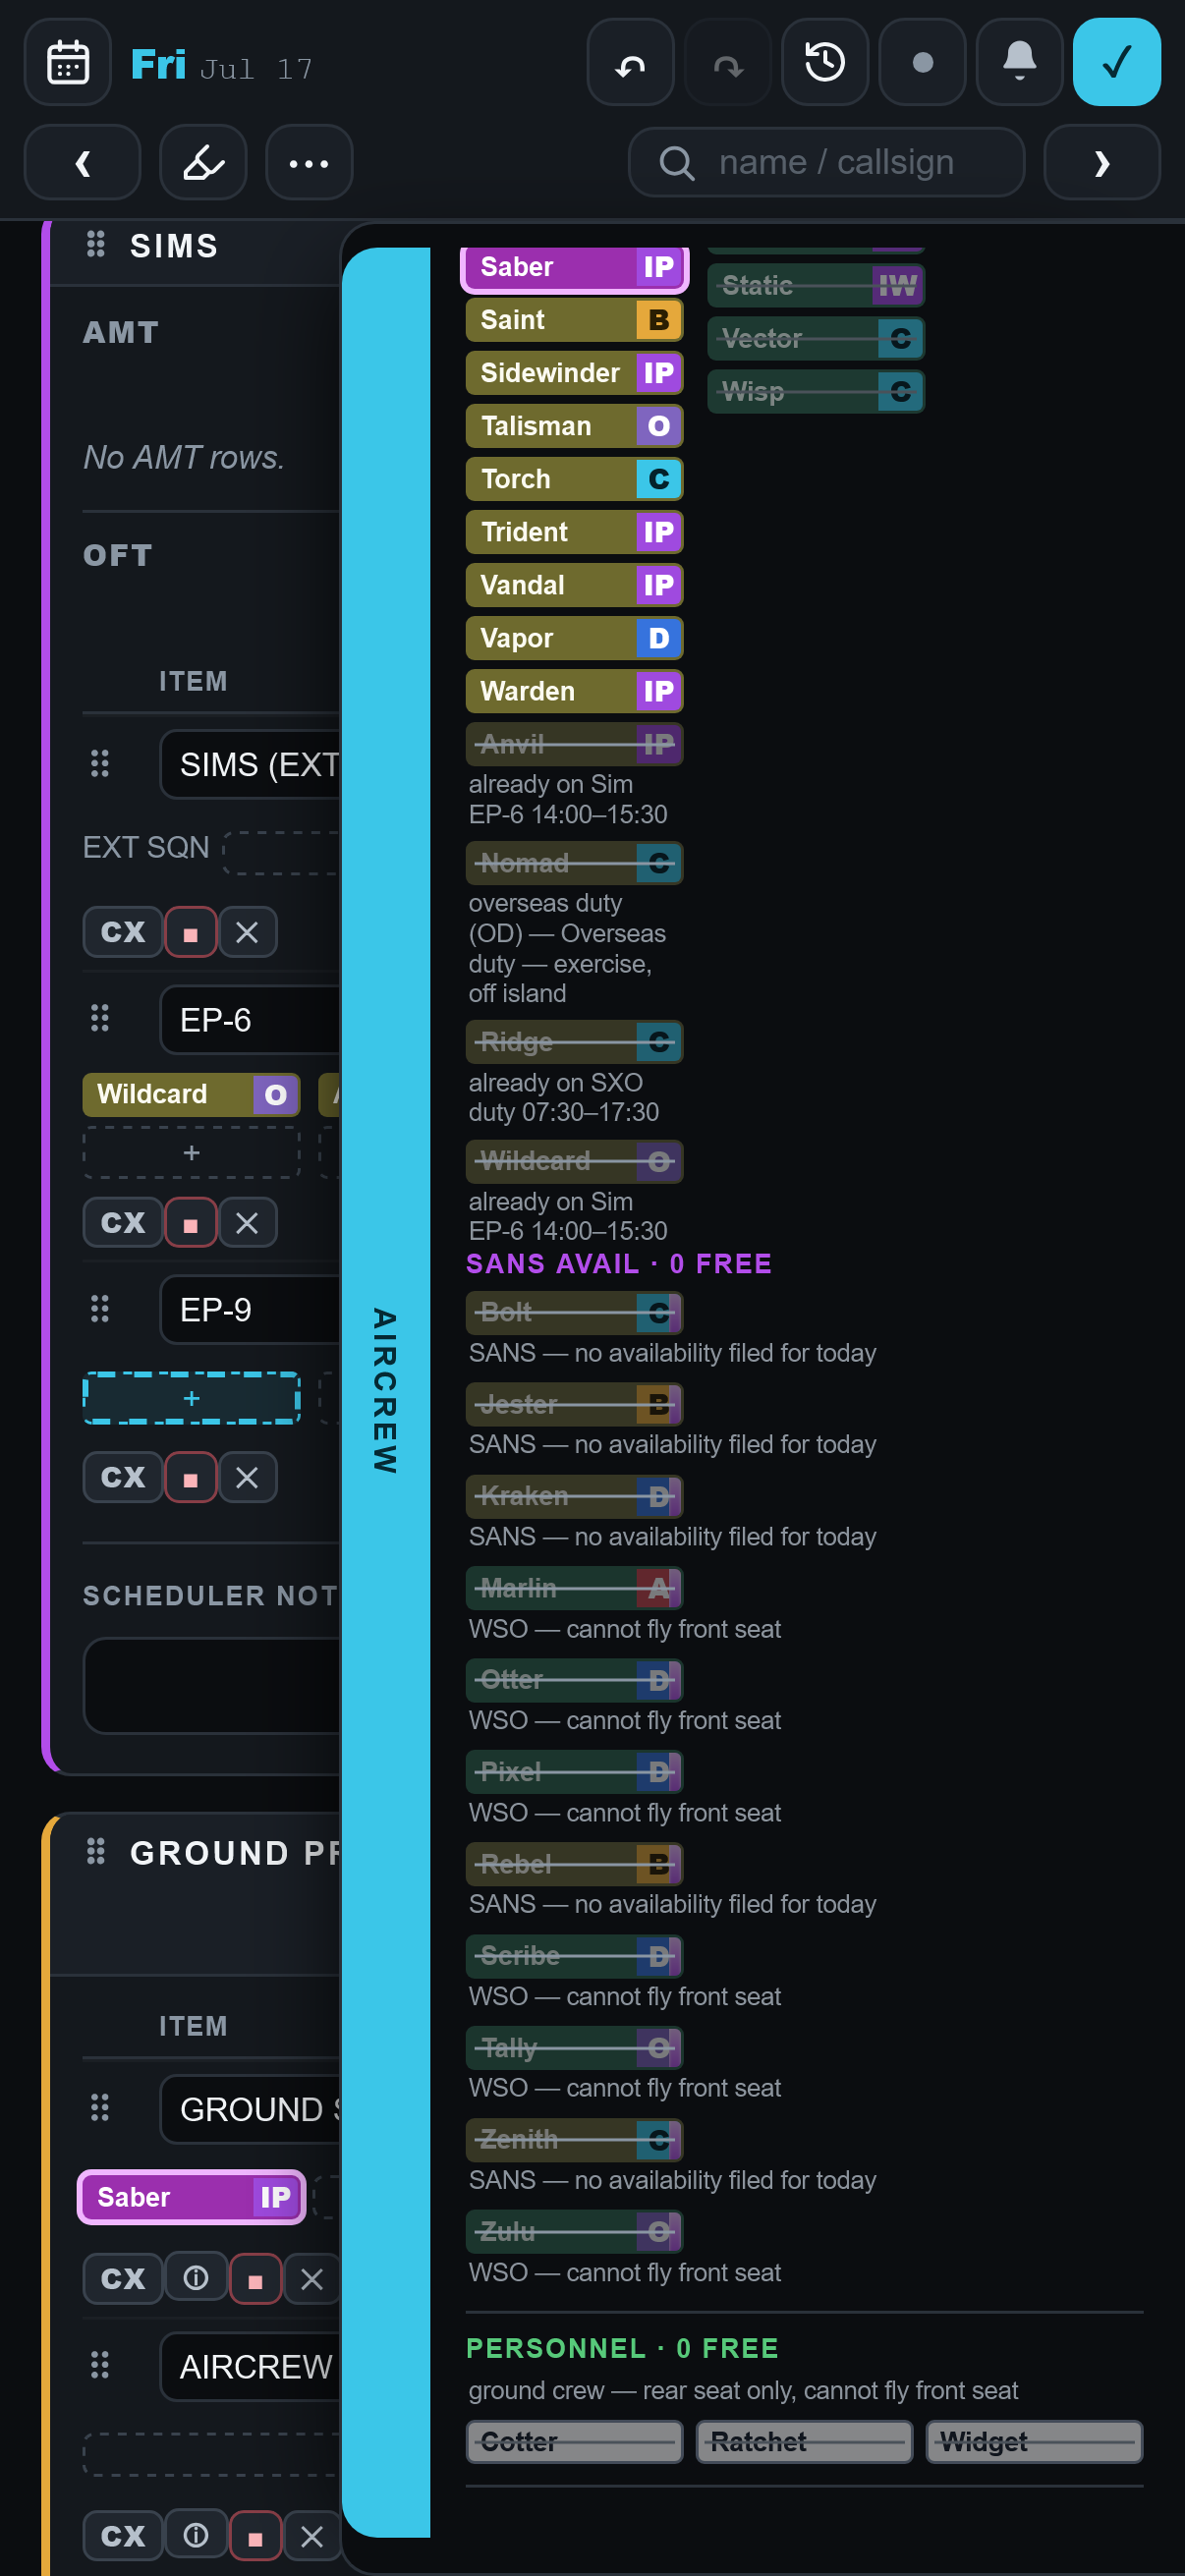 Fri Jul 17
name / callsign
SIMS
AMT
No AMT rows.
OFT
ITEM
SIMS (EXT
EXT SQN
CX
EP-6
Wildcard O
+
CX
EP-9
+
CX
SCHEDULER NOT
GROUND PR
ITEM
GROUND S
Saber IP
CX
AIRCREW
CX
AIRCREW
Saber IP
Saint B
Sidewinder IP
Talisman O
Torch C
Trident IP
Vandal IP
Vapor D
Warden IP
Anvil IP
already on Sim
EP-6 14:00–15:30
Nomad C
overseas duty
(OD) — Overseas
duty — exercise,
off island
Ridge C
already on SXO
duty 07:30–17:30
Wildcard O
already on Sim
EP-6 14:00–15:30
Static IW
Vector C
Wisp C
SANS AVAIL · 0 FREE
Bolt C
SANS — no availability filed for today
Jester B
SANS — no availability filed for today
Kraken D
SANS — no availability filed for today
Marlin A
WSO — cannot fly front seat
Otter D
WSO — cannot fly front seat
Pixel D
WSO — cannot fly front seat
Rebel B
SANS — no availability filed for today
Scribe D
WSO — cannot fly front seat
Tally O
WSO — cannot fly front seat
Zenith C
SANS — no availability filed for today
Zulu O
WSO — cannot fly front seat
PERSONNEL · 0 FREE
ground crew — rear seat only, cannot fly front seat
Cotter Ratchet Widget